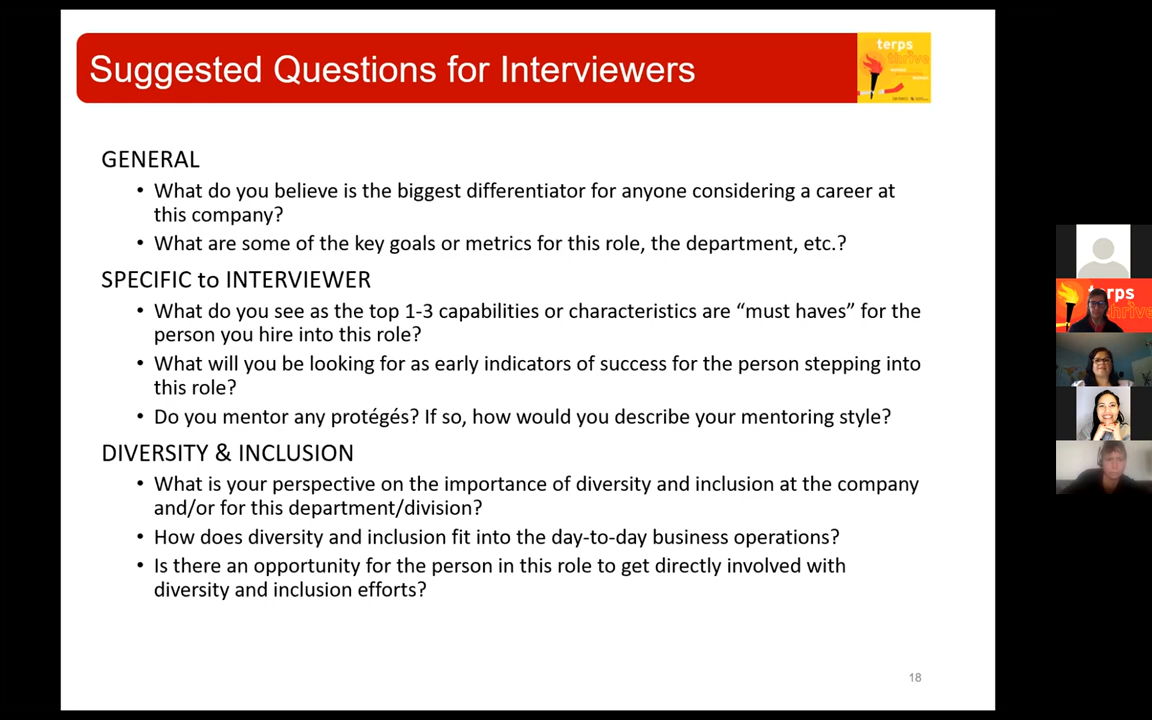 Suggested Questions for Interviewers
terps
thrive
GENERAL
• What do you believe is the biggest differentiator for anyone considering a career at
this company?
• What are some of the key goals or metrics for this role, the department, etc.?
SPECIFIC to INTERVIEWER
• What do you see as the top 1-3 capabilities or characteristics are “must haves” for the
person you hire into this role?
• What will you be looking for as early indicators of success for the person stepping into
this role?
• Do you mentor any protégés? If so, how would you describe your mentoring style?
DIVERSITY & INCLUSION
• What is your perspective on the importance of diversity and inclusion at the company
and/or for this department/division?
• How does diversity and inclusion fit into the day-to-day business operations?
• Is there an opportunity for the person in this role to get directly involved with
diversity and inclusion efforts?
18
rps
hrive